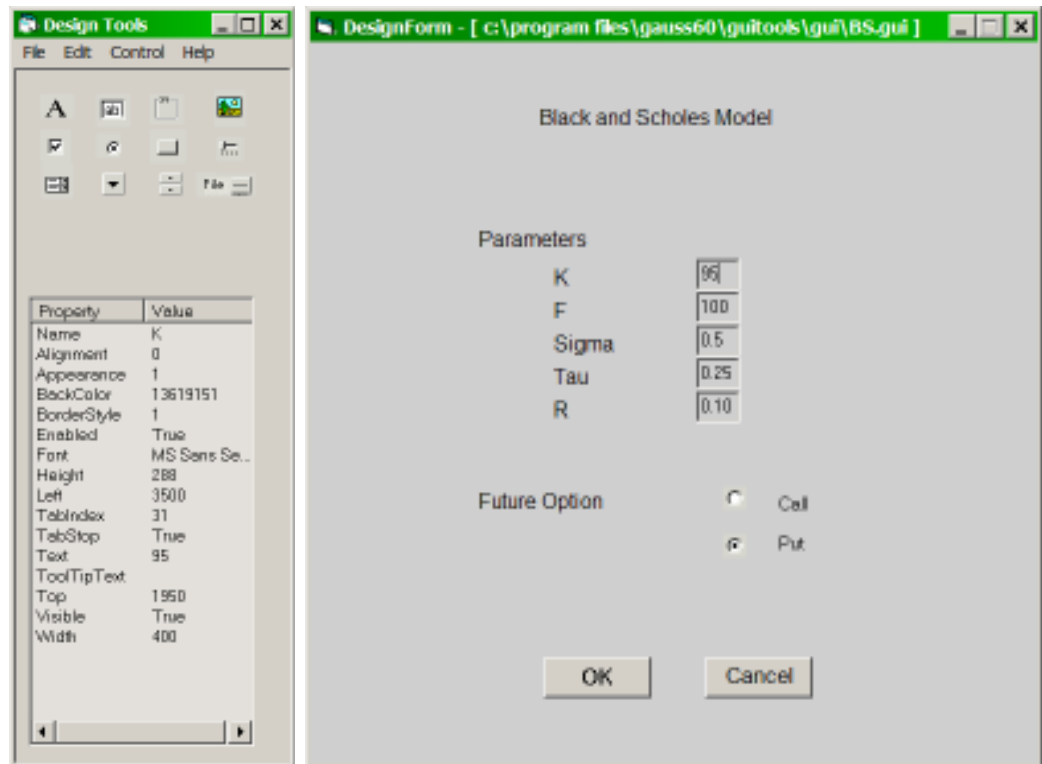 Design Tools
File Edit Control Help
A
ab
File
Property Value
Name K
Alignment 0
Appearance 1
BackColor 13619151
BorderStyle 1
Enabled True
Font MS Sans Se...
Height 288
Left 3500
TabIndex 31
TabStop True
Text 95
ToolTipText
Top 1950
Visible True
Width 400
DesignForm - [ c:\program files\gauss60\guitools\gui\BS.gui ]
Black and Scholes Model
Parameters
K 95
F 100
Sigma 0.5
Tau 0.25
R 0.10
Future Option Call
Put
OK Cancel